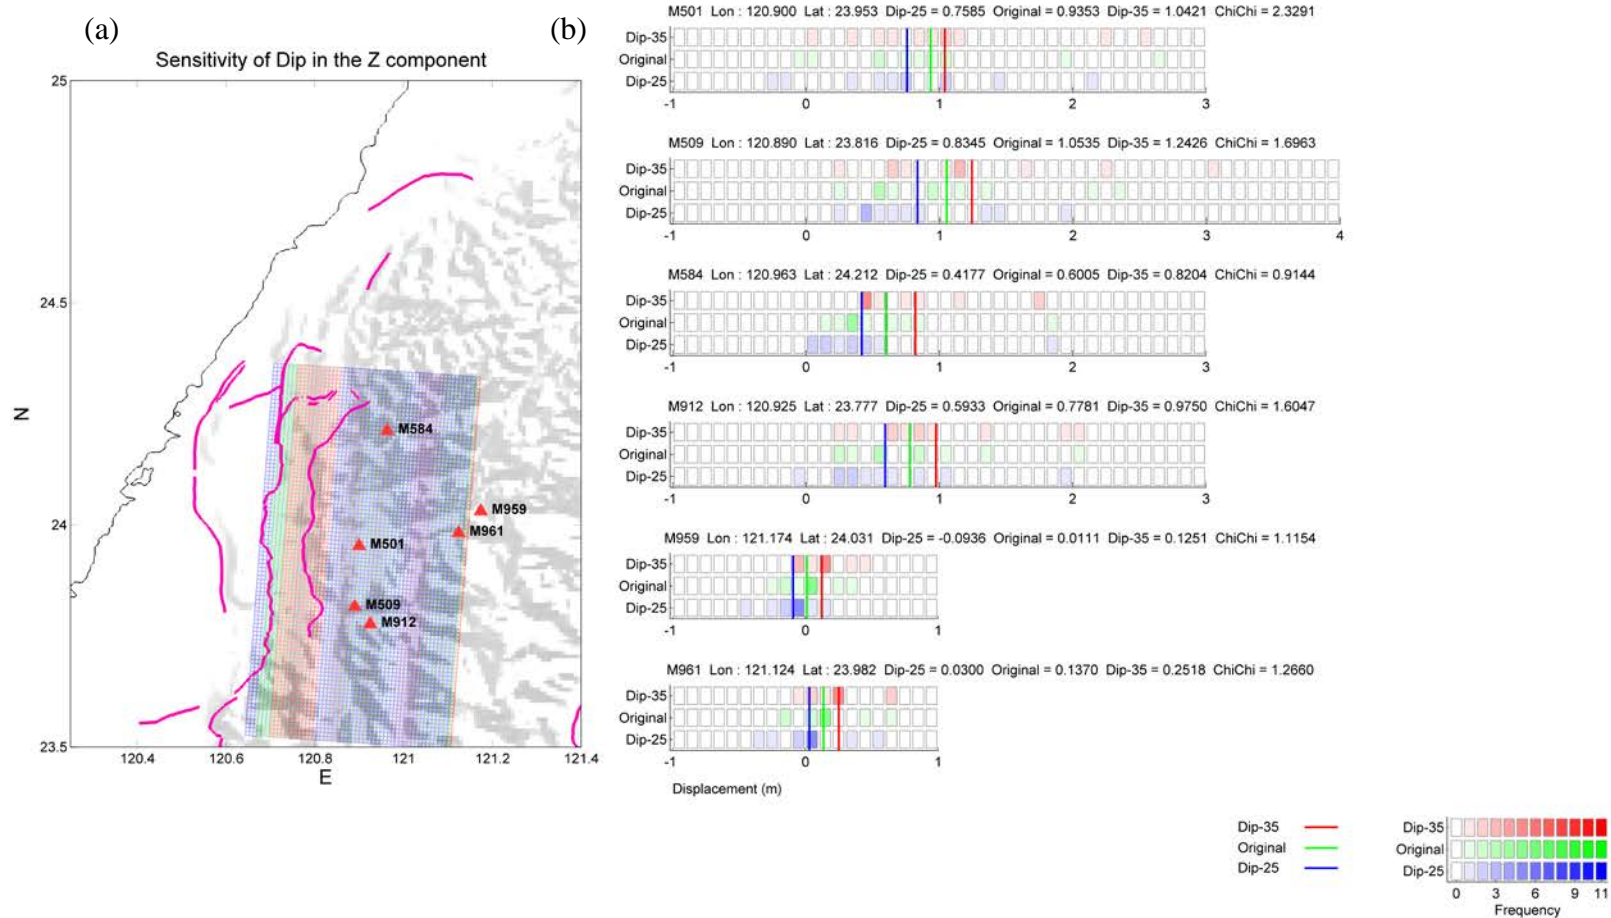 (a)
Sensitivity of Dip in the Z component
25
24.5
24
23.5
N
120.4 120.6 120.8 121 121.2 121.4
E
M584
M959
M961
M501
M509
M912
(b)
M501 Lon : 120.900 Lat : 23.953 Dip-25 = 0.7585 Original = 0.9353 Dip-35 = 1.0421 ChiChi = 2.3291
Dip-35
Original
Dip-25
-1 0 1 2 3
M509 Lon : 120.890 Lat : 23.816 Dip-25 = 0.8345 Original = 1.0535 Dip-35 = 1.2426 ChiChi = 1.6963
Dip-35
Original
Dip-25
-1 0 1 2 3 4
M584 Lon : 120.963 Lat : 24.212 Dip-25 = 0.4177 Original = 0.6005 Dip-35 = 0.8204 ChiChi = 0.9144
Dip-35
Original
Dip-25
-1 0 1 2 3
M912 Lon : 120.925 Lat : 23.777 Dip-25 = 0.5933 Original = 0.7781 Dip-35 = 0.9750 ChiChi = 1.6047
Dip-35
Original
Dip-25
-1 0 1 2 3
M959 Lon : 121.174 Lat : 24.031 Dip-25 = -0.0936 Original = 0.0111 Dip-35 = 0.1251 ChiChi = 1.1154
Dip-35
Original
Dip-25
-1 0 1
M961 Lon : 121.124 Lat : 23.982 Dip-25 = 0.0300 Original = 0.1370 Dip-35 = 0.2518 ChiChi = 1.2660
Dip-35
Original
Dip-25
-1 0 1
Displacement (m)
Dip-35
Original
Dip-25
Dip-35
Original
Dip-25
0 3 6 9 11
Frequency